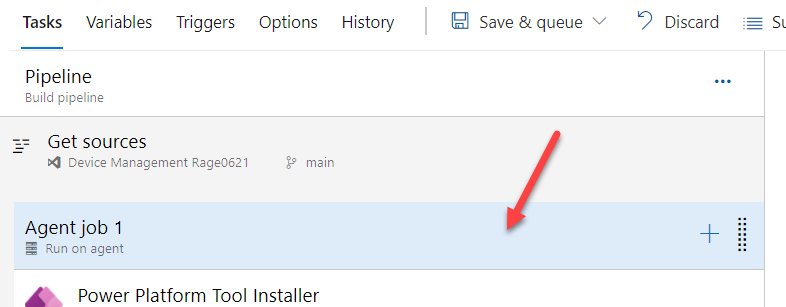 Tasks Variables Triggers Options History Save & queue Discard Su
Pipeline
Build pipeline
Get sources
Device Management Rage0621 main
Agent job 1
Run on agent
Power Platform Tool Installer